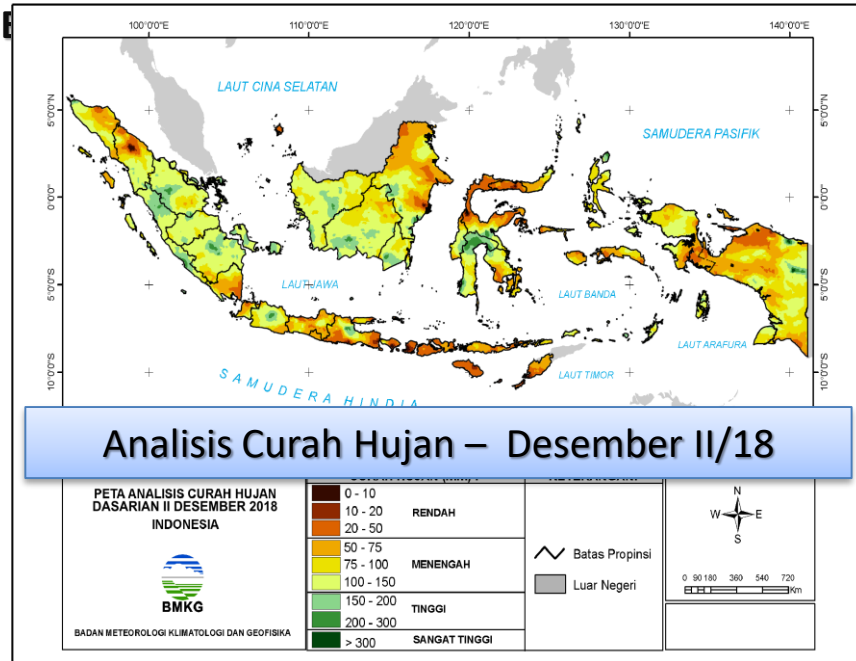 100°0'0"E 110°0'0"E 120°0'0"E 130°0'0"E 140°0'0"E
LAUT CINA SELATAN
SAMUDERA PASIFIK
5°0'0"N 5°0'0"N
0°0'0" 0°0'0"
5°0'0"S 5°0'0"S
10°0'0"S 10°0'0"S
LAUT JAWA
LAUT BANDA
LAUT ARAFURA
LAUT TIMOR
SAMUDERA HINDIA
Analisis Curah Hujan – Desember II/18
PETA ANALISIS CURAH HUJAN
DASARIAN II DESEMBER 2018
INDONESIA
BMKG
BADAN METEOROLOGI KLIMATOLOGI DAN GEOFISIKA
0 - 10
10 - 20 RENDAH
20 - 50
50 - 75
75 - 100 MENENGAH
100 - 150
150 - 200 TINGGI
200 - 300
> 300 SANGAT TINGGI
Batas Propinsi
Luar Negeri
N
W E
S
0 90 180 360 540 720
Km